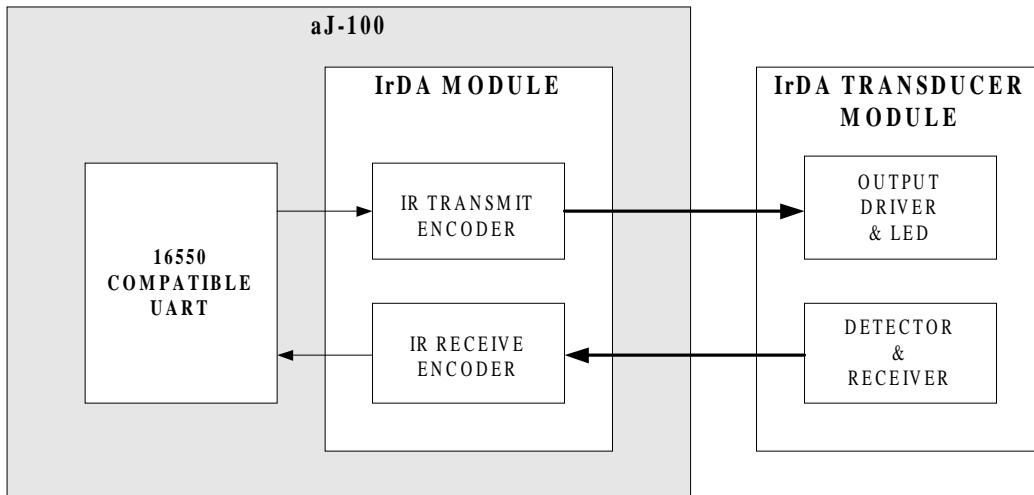 aJ-100
IrDA MODULE
IrDA TRANSDUCER
MODULE
16550
COMPATIBLE
UART
IR TRANSMIT
ENCODER
OUTPUT
DRIVER
& LED
IR RECEIVE
ENCODER
DETECTOR
&
RECEIVER